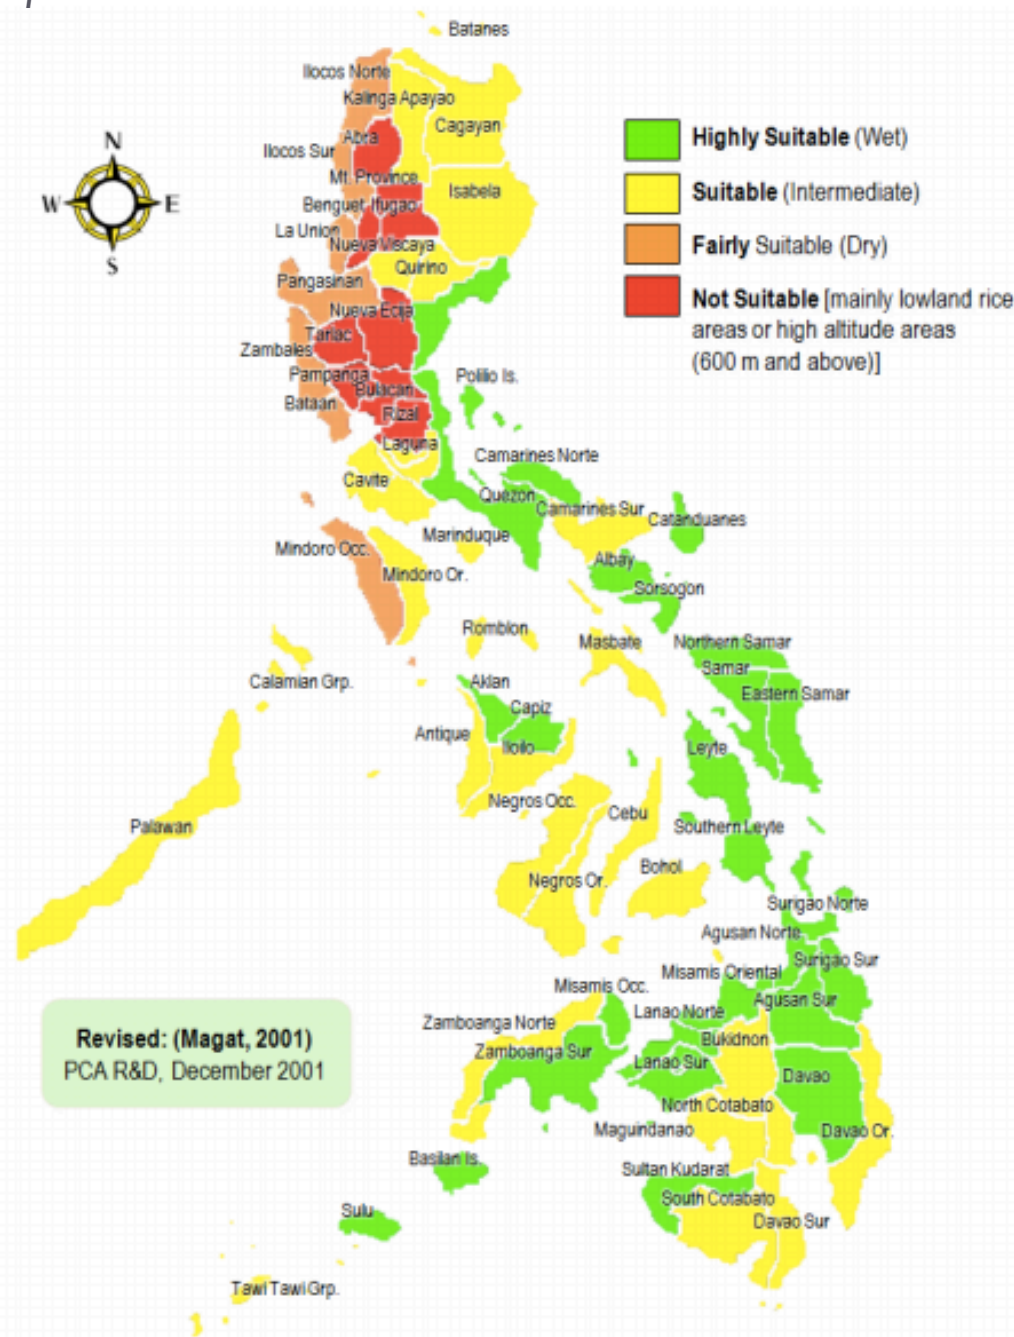 Batanes
Ilocos Norte
Kalinga Apayao
Cagayan
Abra
Ilocos Sur
Mt. Province
Isabela
Benguet Ifugao
La Union
Nueva Viscaya
Quirino
Pangasinan
Nueva Ecija
Tarlac
Zambales
Pampanga
Bulacan
Bataan
Rizal
Polilio Is.
Laguna
Cavite
Camarines Norte
Quezon
Camarines Sur
Catanduanes
Marinduque
Mindoro Occ.
Mindoro Or.
Albay
Sorsogon
Romblon
Masbate
Northern Samar
Samar
Eastern Samar
Calamian Grp.
Aklan
Capiz
Antique
Iloilo
Leyte
Negros Occ.
Cebu
Southern Leyte
Palawan
Negros Or.
Bohol
Surigao Norte
Agusan Norte
Surigao Sur
Misamis Oriental
Misamis Occ.
Agusan Sur
Lanao Norte
Zamboanga Norte
Bukidnon
Zamboanga Sur
Lanao Sur
Davao
North Cotabato
Maguindanao
Davao Or.
Basilan Is.
Sultan Kudarat
South Cotabato
Sulu
Davao Sur
Tawi Tawi Grp.
N
W
E
S
Highly Suitable (Wet)
Suitable (Intermediate)
Fairly Suitable (Dry)
Not Suitable [mainly lowland rice
areas or high altitude areas
(600 m and above)]
Revised: (Magat, 2001)
PCA R&D, December 2001